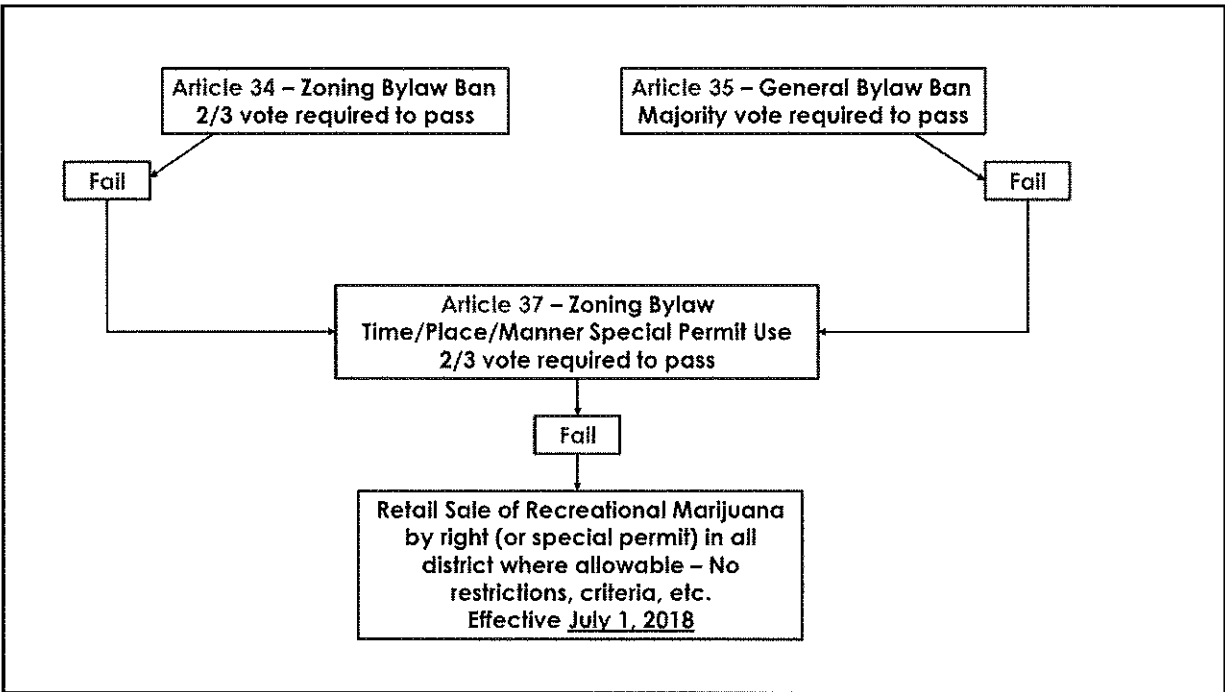 Article 34 – Zoning Bylaw Ban
2/3 vote required to pass
Article 35 – General Bylaw Ban
Majority vote required to pass
Fail
Fail
Article 37 – Zoning Bylaw
Time/Place/Manner Special Permit Use
2/3 vote required to pass
Fail
Retail Sale of Recreational Marijuana
by right (or special permit) in all
district where allowable – No
restrictions, criteria, etc.
Effective July 1, 2018